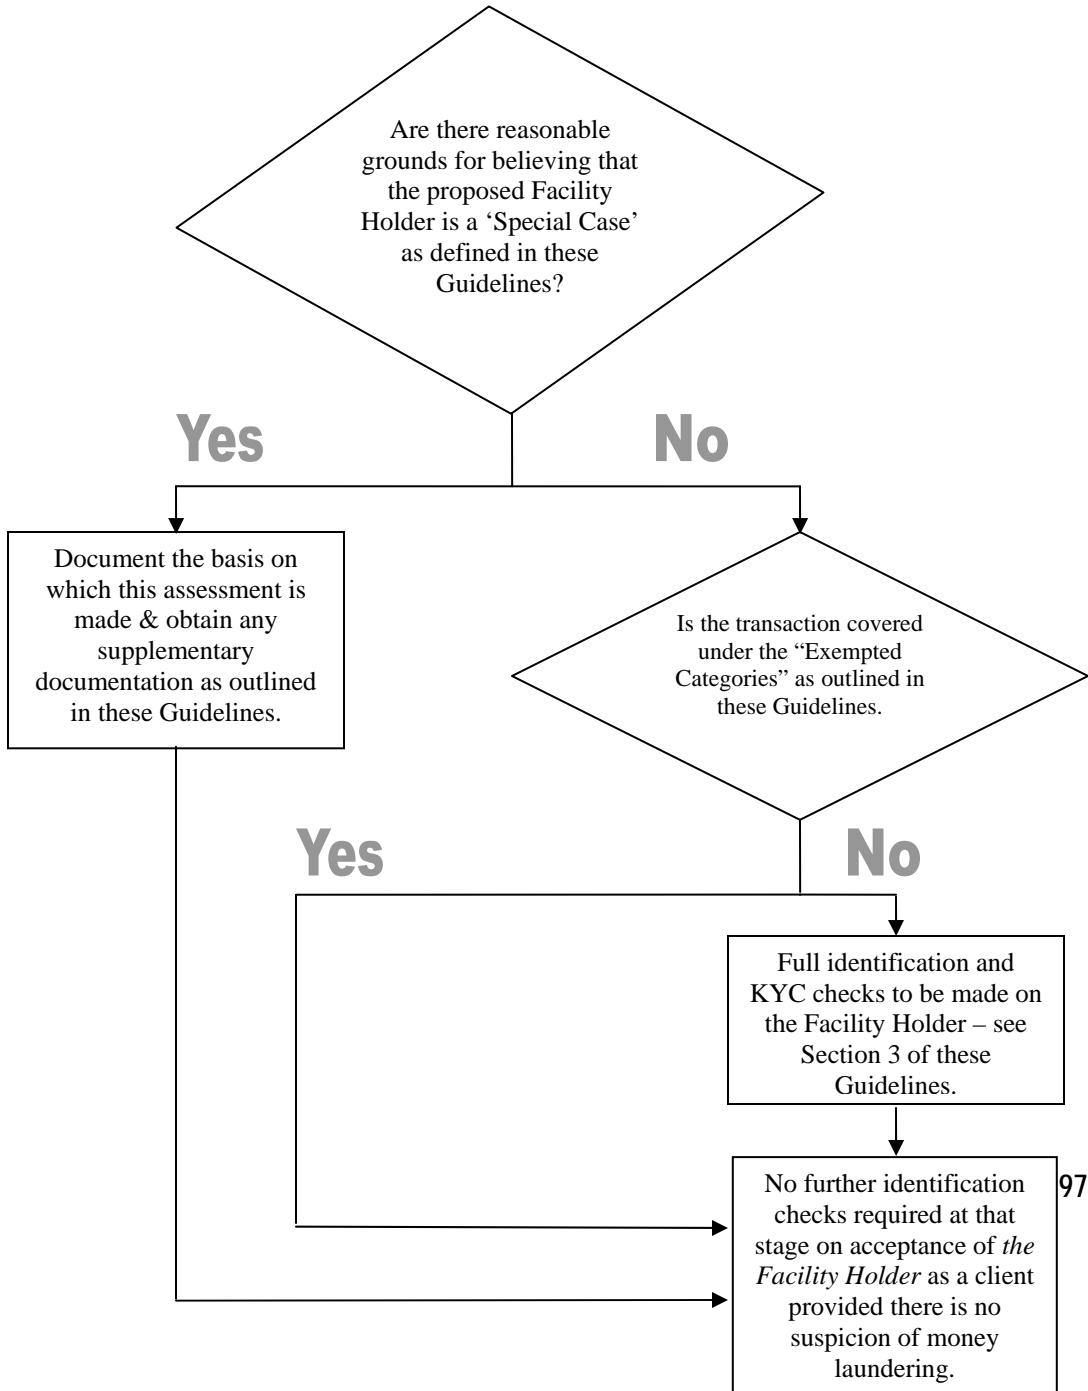 Are there reasonable
grounds for believing that
the proposed Facility
Holder is a ‘Special Case’
as defined in these
Guidelines?
Yes
No
Document the basis on
which this assessment is
made & obtain any
supplementary
documentation as outlined
in these Guidelines.
Is the transaction covered
under the “Exempted
Categories” as outlined in
these Guidelines.
Yes
No
Full identification and
KYC checks to be made on
the Facility Holder – see
Section 3 of these
Guidelines.
No further identification
checks required at that
stage on acceptance of the
Facility Holder as a client
provided there is no
suspicion of money
laundering.
97